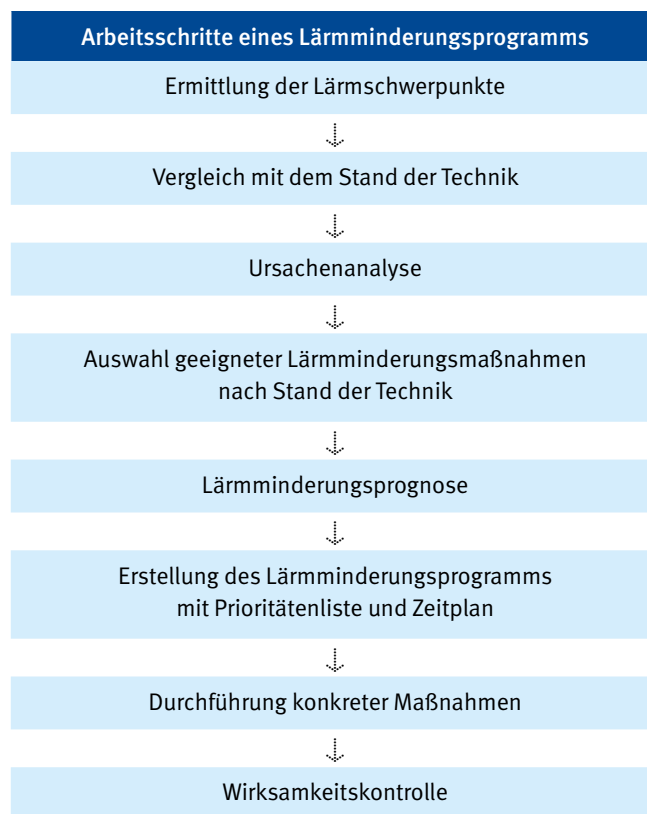 Arbeitsschritte eines Lärmminderungsprogramms
Ermittlung der Lärmschwerpunkte
Vergleich mit dem Stand der Technik
Ursachenanalyse
Auswahl geeigneter Lärmminderungsmaßnahmen
nach Stand der Technik
Lärmminderungsprognose
Erstellung des Lärmminderungsprogramms
mit Prioritätenliste und Zeitplan
Durchführung konkreter Maßnahmen
Wirksamkeitskontrolle